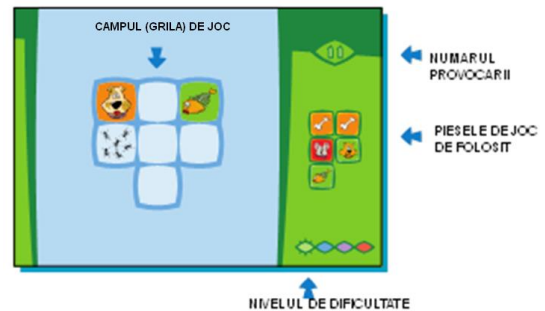 CAMPUL (GRILA) DE JOC
NUMARUL
PROVOCARII
PIESELE DE JOC
DE FOLOSIT
NIVELUL DE DIFICULTATE